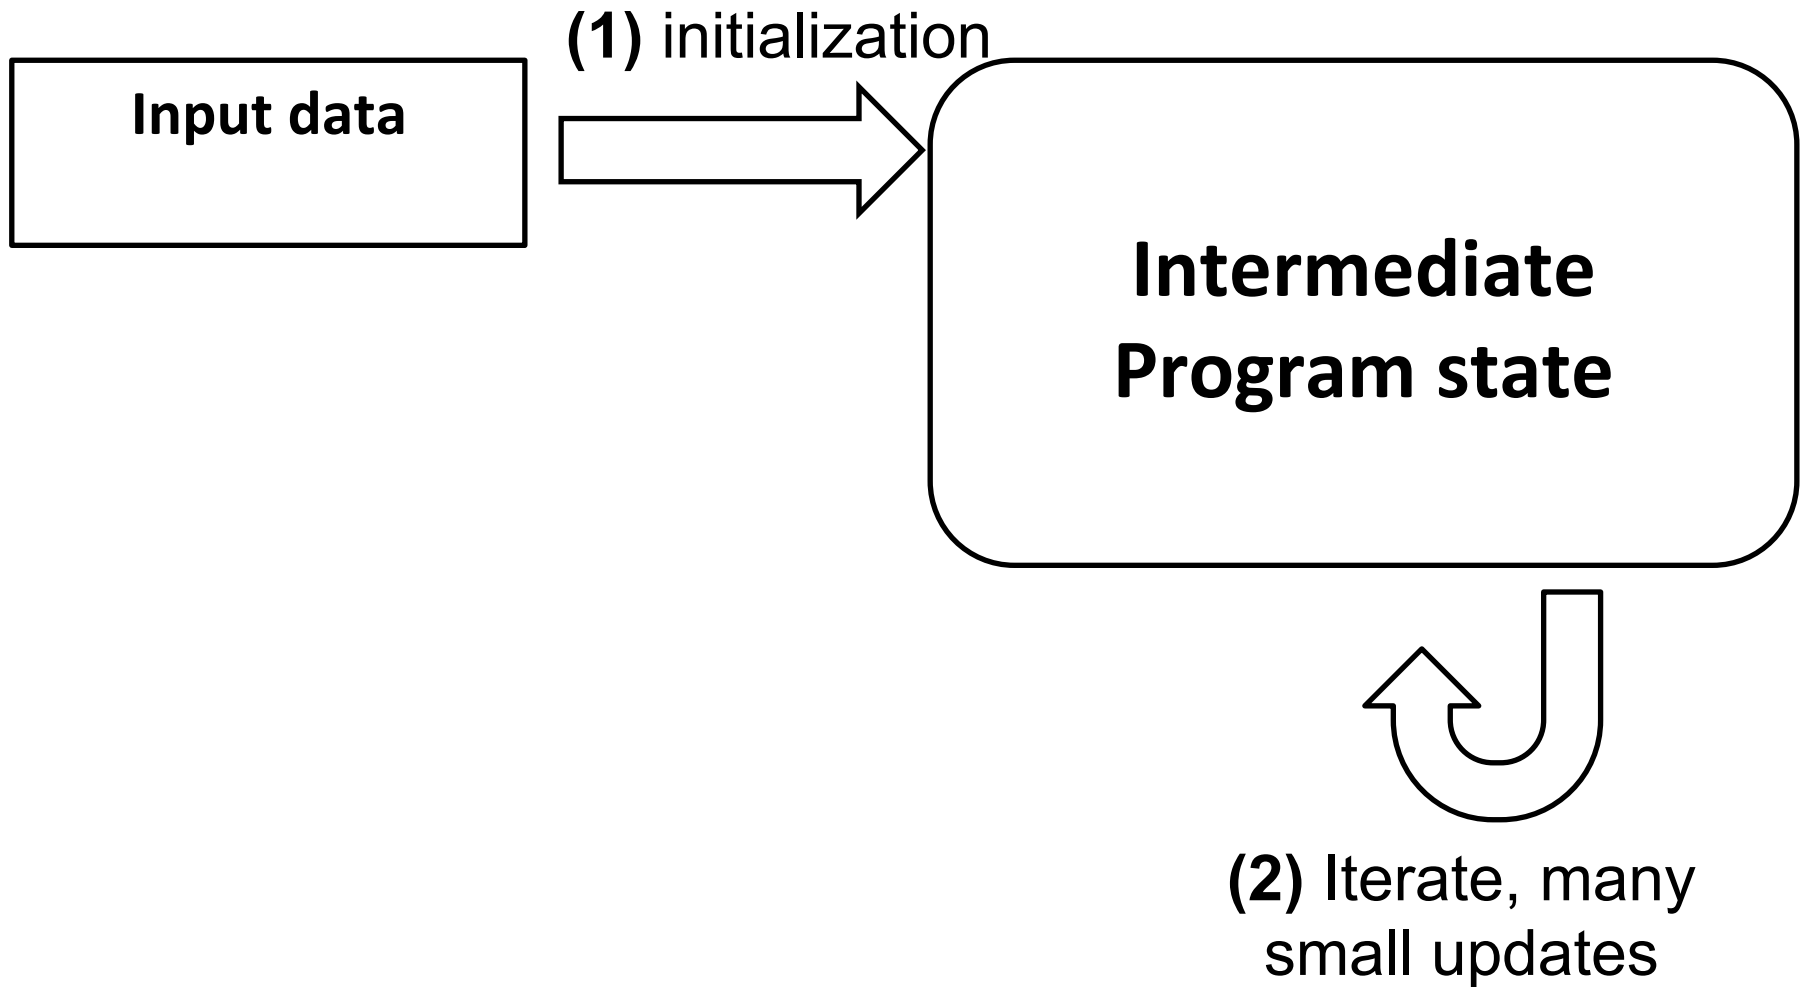 (1) initialization
Input data
Intermediate
Program state
(2) Iterate, many
small updates